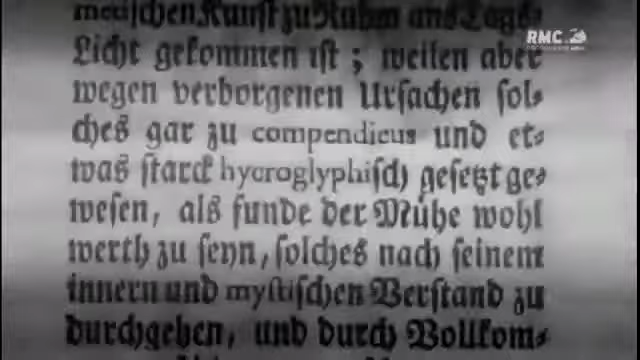 metischen Kunst zu Ruhm ans Tages
Licht gekommen ist ; weilen aber
wegen verborgenen Ursachen sol-
ches gar zu compendieus und et-
was starck hyeroglyphisch gesetzt ge-
wesen, als funde der Mühe wohl
werth zu seyn, solches nach seinem
innern und mystischen Verstand zu
durchgehen, und durch Vollkom-
RMC